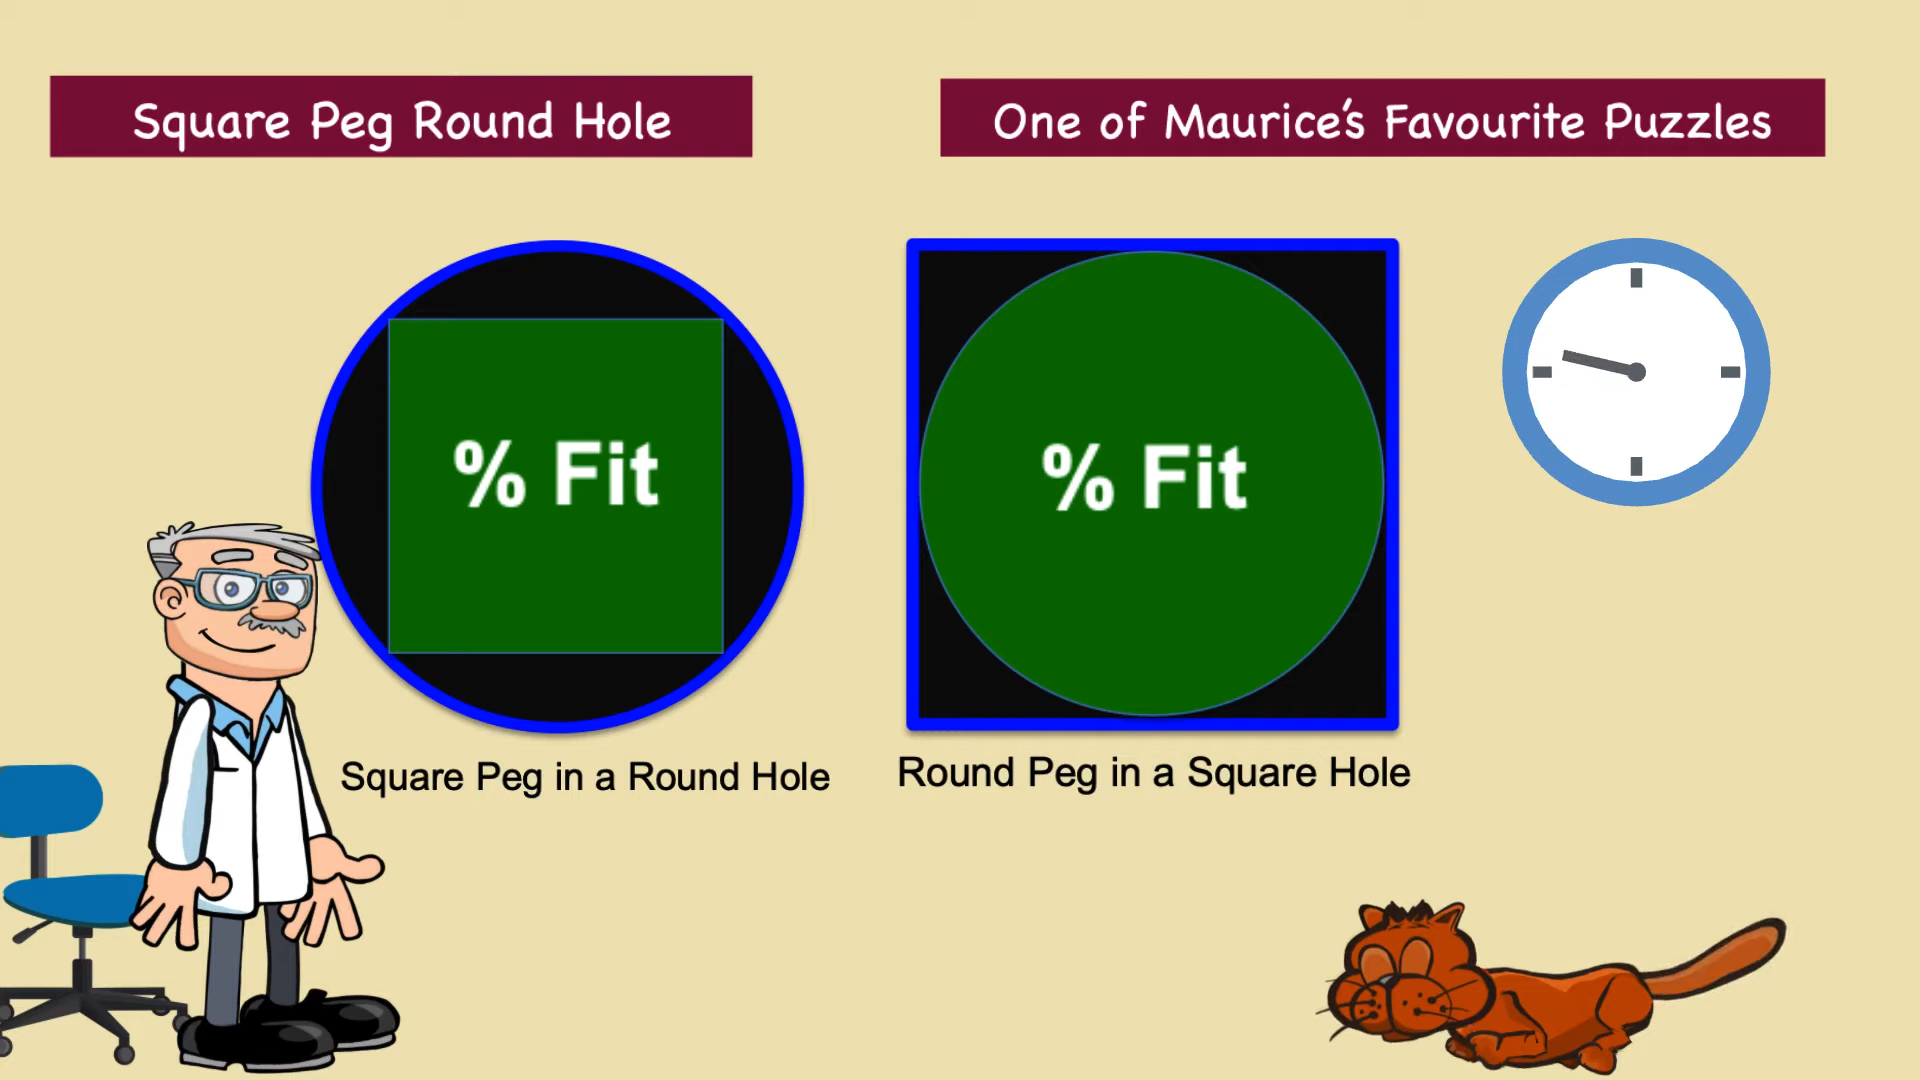 Square Peg Round Hole
One of Maurice's Favourite Puzzles
% Fit
% Fit
Square Peg in a Round Hole
Round Peg in a Square Hole